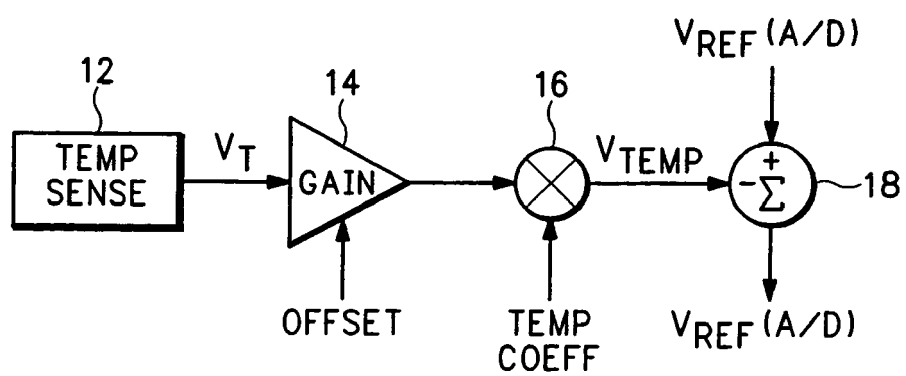 V_REF(A/D)
12
14
16
TEMP
SENSE
V_T
GAIN
V_TEMP
+
- Σ
18
OFFSET
TEMP
COEFF
V_REF(A/D)